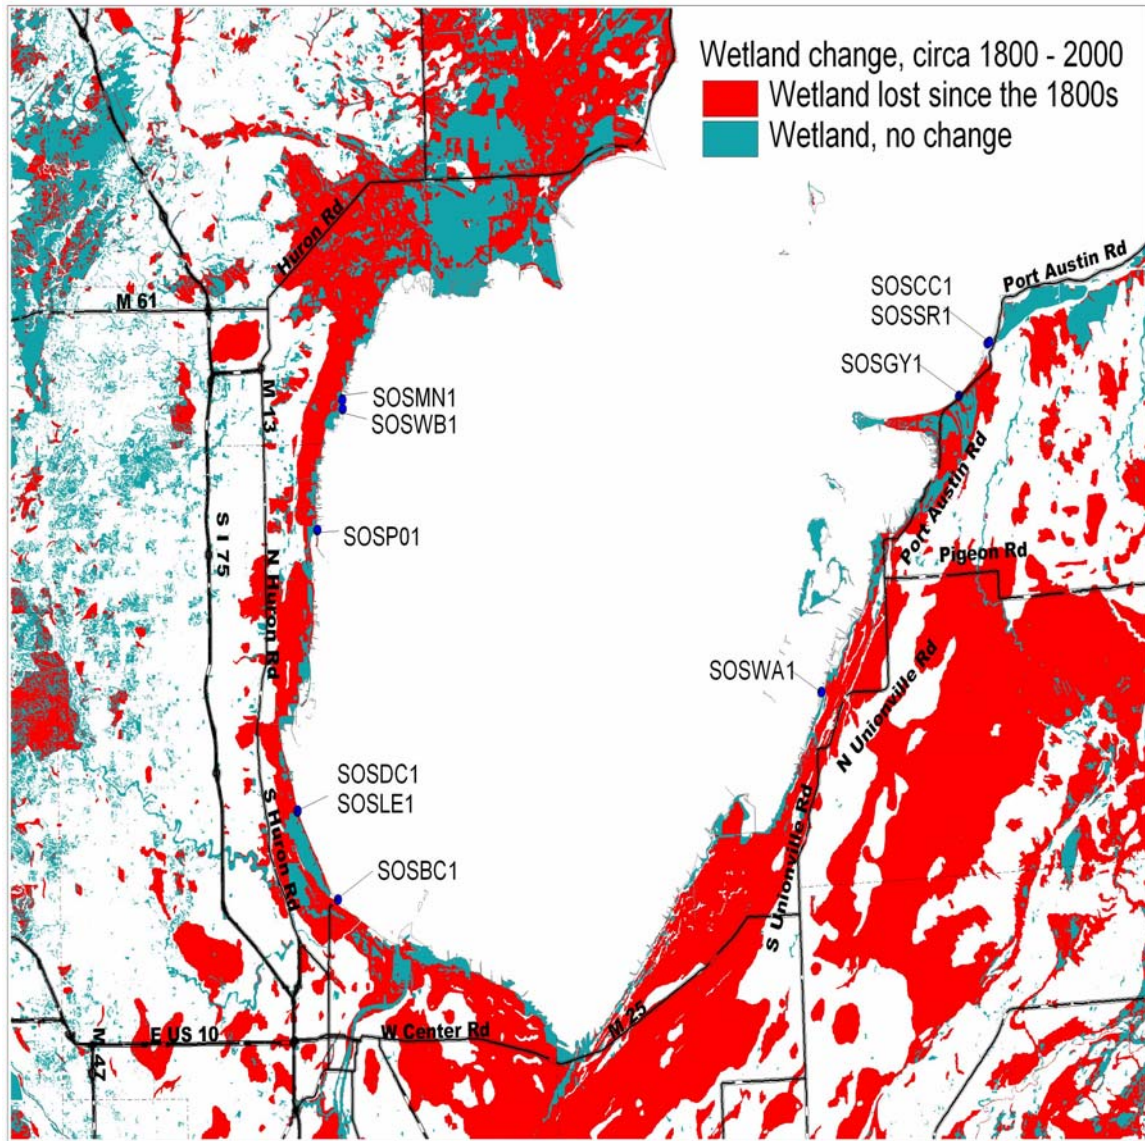 Wetland change, circa 1800 - 2000
Wetland lost since the 1800s
Wetland, no change
Huron Rd
M 61
M 13
S I 75
N Huron Rd
S Huron Rd
SOSMN1
SOSWB1
SOSP01
SOSDC1
SOSLE1
SOSBC1
SOSCC1
SOSSR1
SOSGY1
Port Austin Rd
Port Austin Rd
Pigeon Rd
SOSWA1
N Unionville Rd
S Unionville Rd
M 25
W Center Rd
E US 10
N 47